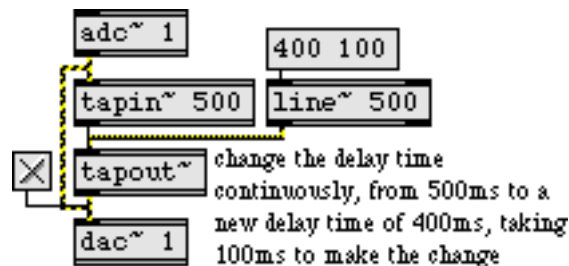 adc~ 1
400 100
tapin~ 500
line~ 500
tapout~
change the delay time
continuously, from 500ms to a
new delay time of 400ms, taking
100ms to make the change
dac~ 1